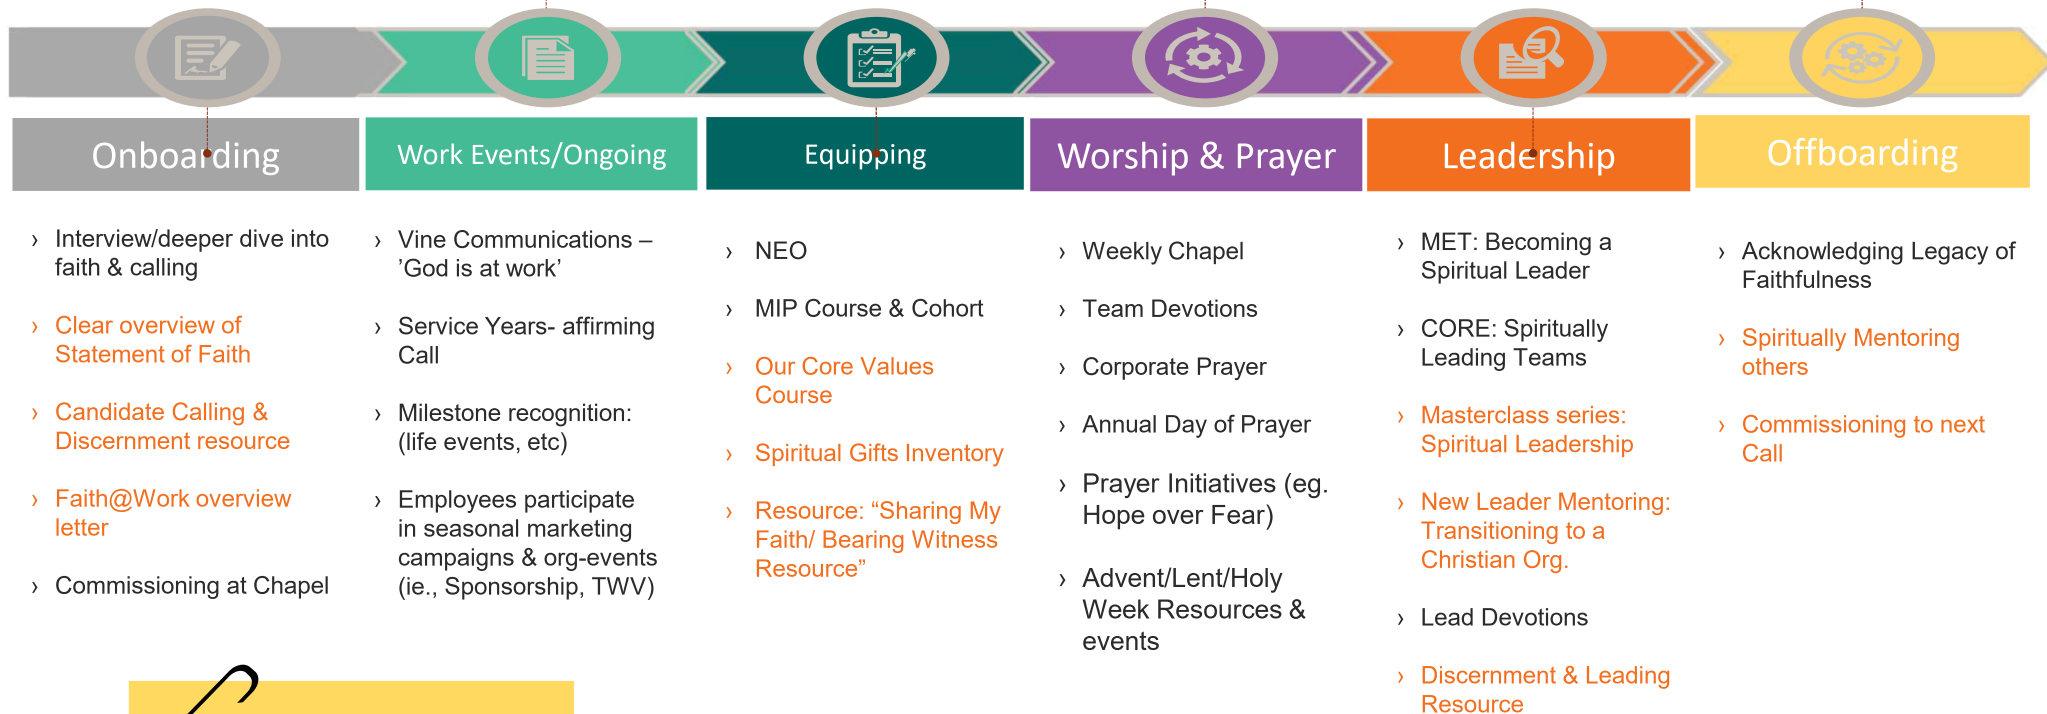 Onboarding
› Interview/deeper dive into
faith & calling
› Clear overview of
Statement of Faith
› Candidate Calling &
Discernment resource
› Faith@Work overview
letter
› Commissioning at Chapel
Work Events/Ongoing
› Vine Communications –
’God is at work’
› Service Years- affirming
Call
› Milestone recognition:
(life events, etc)
› Employees participate
in seasonal marketing
campaigns & org-events
(ie., Sponsorship, TWV)
Equipping
› NEO
› MIP Course & Cohort
› Our Core Values
Course
› Spiritual Gifts Inventory
› Resource: “Sharing My
Faith/ Bearing Witness
Resource”
Worship & Prayer
› Weekly Chapel
› Team Devotions
› Corporate Prayer
› Annual Day of Prayer
› Prayer Initiatives (eg.
Hope over Fear)
› Advent/Lent/Holy
Week Resources &
events
Leadership
› MET: Becoming a
Spiritual Leader
› CORE: Spiritually
Leading Teams
› Masterclass series:
Spiritual Leadership
› New Leader Mentoring:
Transitioning to a
Christian Org.
› Lead Devotions
› Discernment & Leading
Resource
Offboarding
› Acknowledging Legacy of
Faithfulness
› Spiritually Mentoring
others
› Commissioning to next
Call